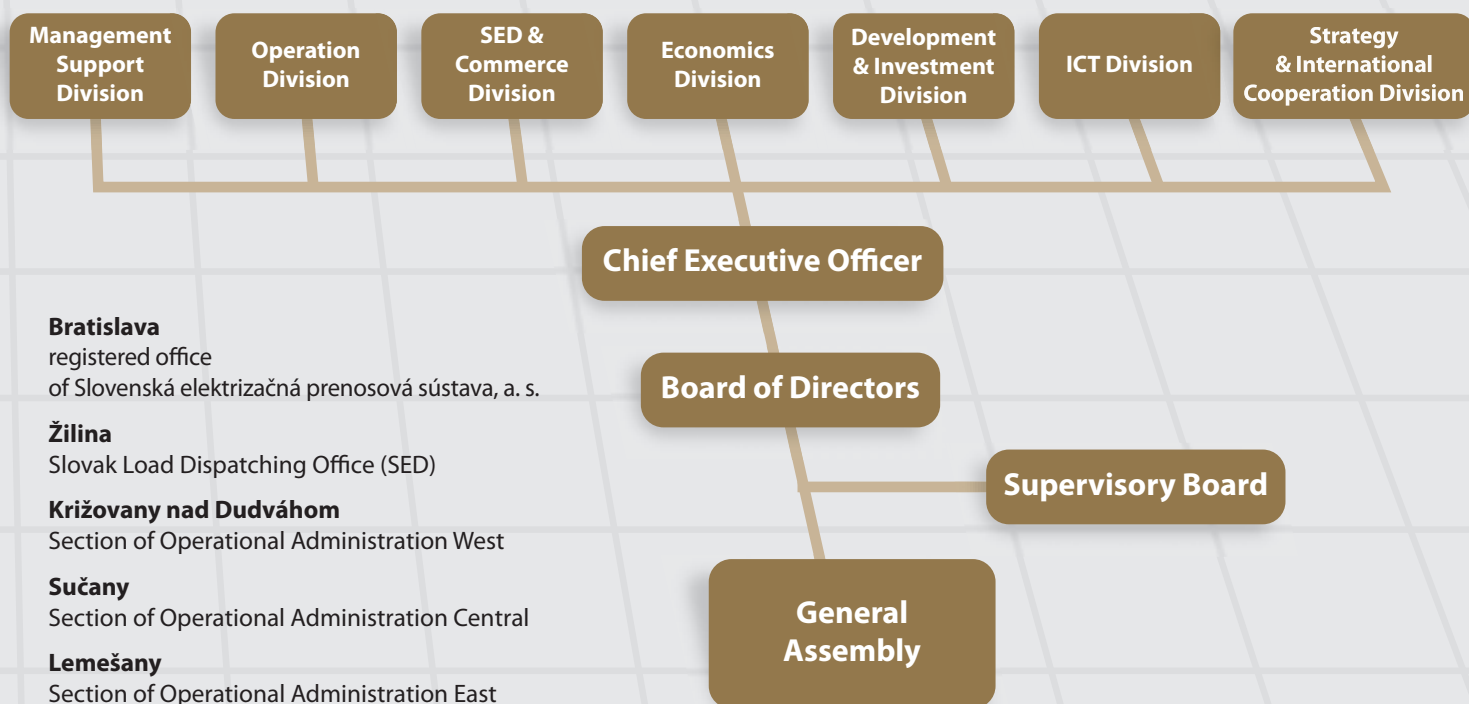 Management
Support
Division
Operation
Division
SED &
Commerce
Division
Economics
Division
Development
& Investment
Division
ICT Division
Strategy
& International
Cooperation Division
Chief Executive Officer
Board of Directors
Supervisory Board
General
Assembly
Bratislava
registered office
of Slovenská elektrizačná prenosová sústava, a. s.
Žilina
Slovak Load Dispatching Office (SED)
Križovany nad Dudváhom
Section of Operational Administration West
Sučany
Section of Operational Administration Central
Lemešany
Section of Operational Administration East